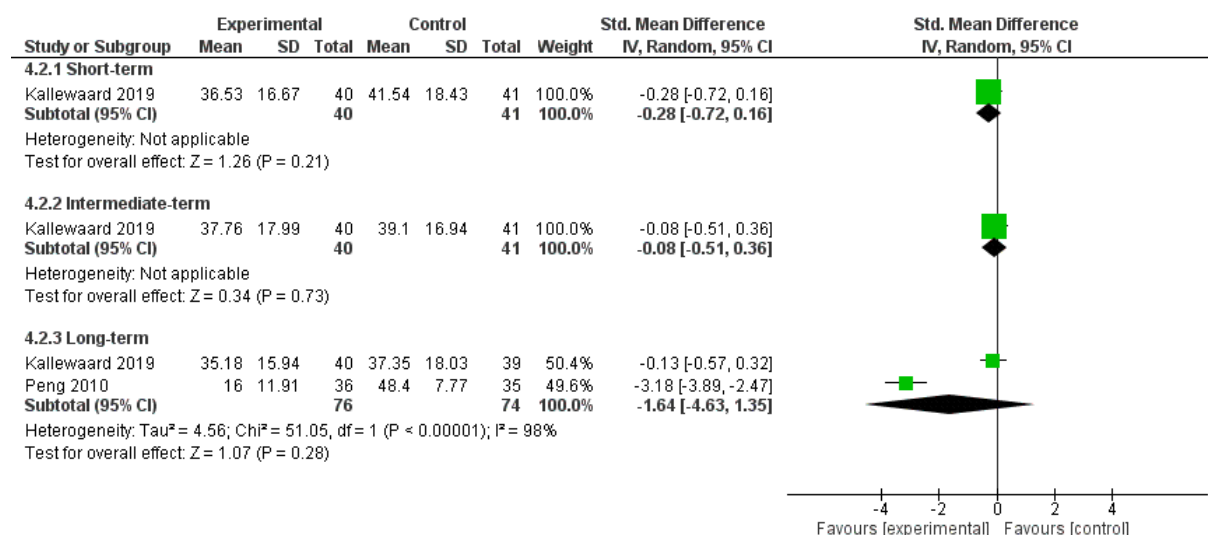 Experimental Control Std. Mean Difference Std. Mean Difference
Study or Subgroup Mean SD Total Mean SD Total Weight IV, Random, 95% CI IV, Random, 95% CI
4.2.1 Short-term
Kallewaard 2019 36.53 16.67 40 41.54 18.43 41 100.0% -0.28 [-0.72, 0.16]
Subtotal (95% CI) 40 41 100.0% -0.28 [-0.72, 0.16]
Heterogeneity: Not applicable
Test for overall effect: Z = 1.26 (P = 0.21)
4.2.2 Intermediate-term
Kallewaard 2019 37.76 17.99 40 39.1 16.94 41 100.0% -0.08 [-0.51, 0.36]
Subtotal (95% CI) 40 41 100.0% -0.08 [-0.51, 0.36]
Heterogeneity: Not applicable
Test for overall effect: Z = 0.34 (P = 0.73)
4.2.3 Long-term
Kallewaard 2019 35.18 15.94 40 37.35 18.03 39 50.4% -0.13 [-0.57, 0.32]
Peng 2010 16 11.91 36 48.4 7.77 35 49.6% -3.18 [-3.89, -2.47]
Subtotal (95% CI) 76 74 100.0% -1.64 [-4.63, 1.35]
Heterogeneity: Tau² = 4.56; Chi² = 51.05, df = 1 (P < 0.00001); I² = 98%
Test for overall effect: Z = 1.07 (P = 0.28)
-4 -2 0 2 4
Favours [experimental] Favours [control]